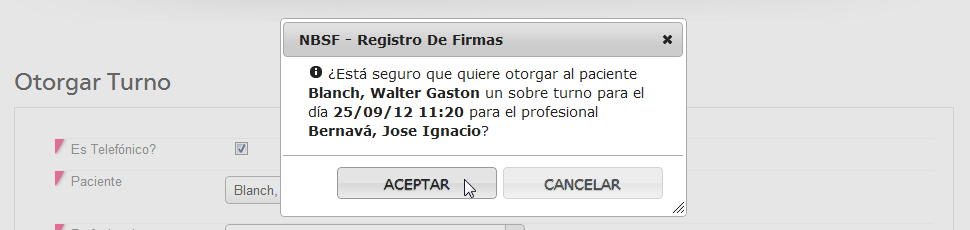 NBSF - Registro De Firmas
¿Está seguro que quiere otorgar al paciente
Blanch, Walter Gaston un sobre turno para el
día 25/09/12 11:20 para el profesional
Bernavá, Jose Ignacio?
ACEPTAR CANCELAR
Otorgar Turno
Es Telefónico?
Paciente
Blanch,